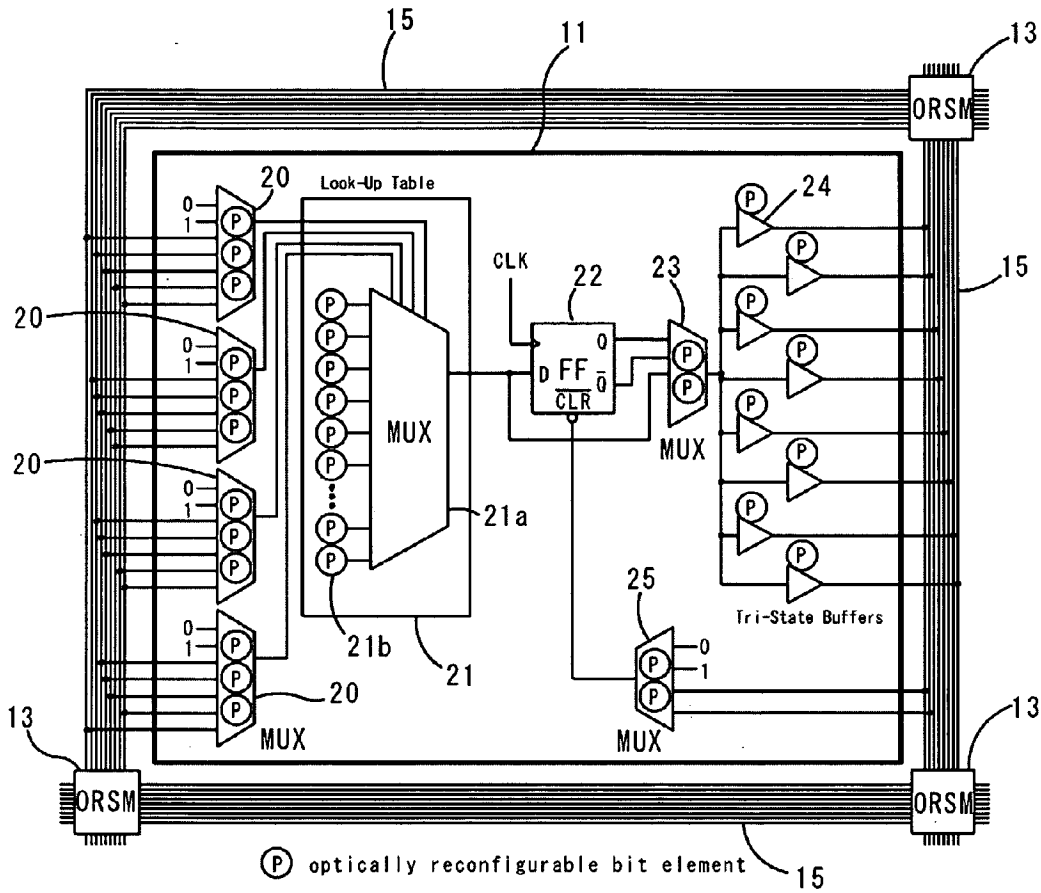 15
11
13
ORSM
20
Look-Up Table
0
1
P
P
P
24
P
P
CLK
22
23
15
20
0
1
P
P
P
P
P
P
P
P
P
P
P
MUX
D
FF
Q
Q̅
C̅L̅R̅
P
P
MUX
P
P
P
P
P
P
20
0
1
P
P
P
21a
Tri-State Buffers
21b
21
25
0
1
P
P
MUX
0
1
P
P
P
20
MUX
13
ORSM
13
ORSM
15
P optically reconfigurable bit element